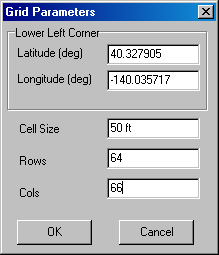 Grid Parameters
Lower Left Corner
Latitude (deg) 40.327905
Longitude (deg) -140.035717
Cell Size 50 ft
Rows 64
Cols 66
OK Cancel